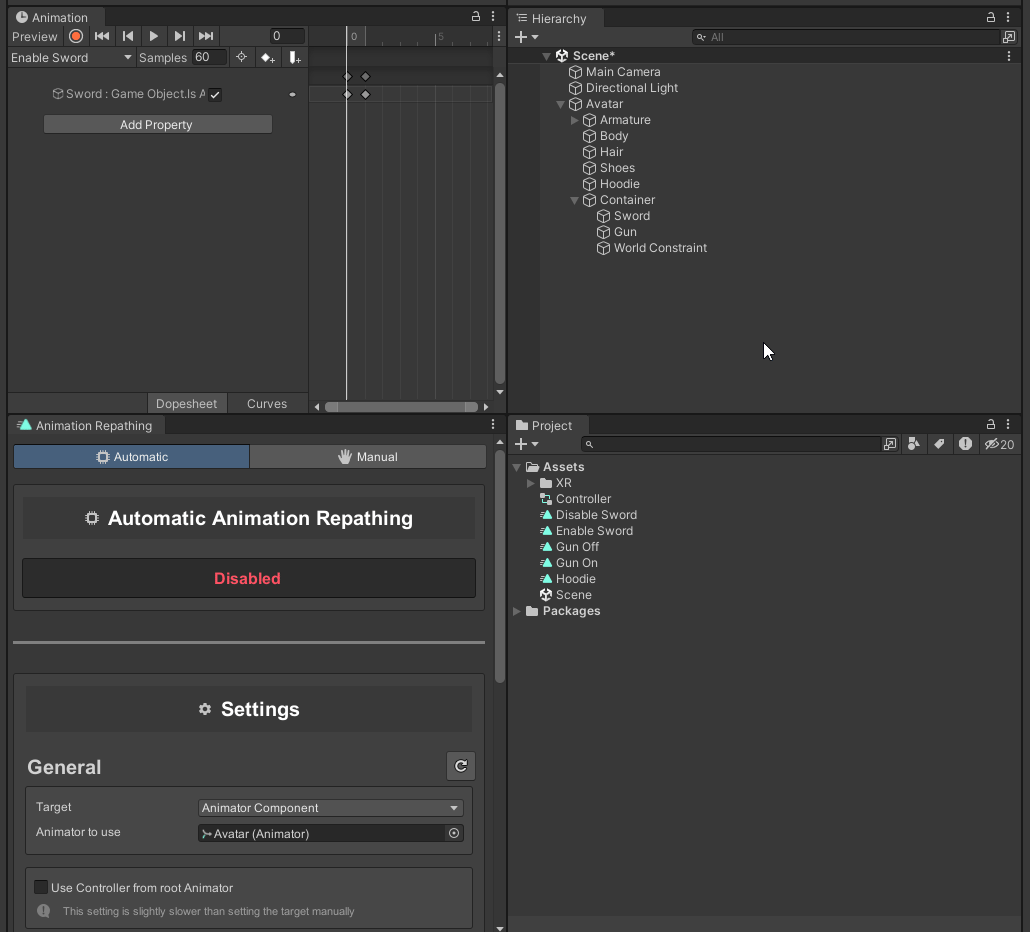 Animation
Preview
0
0
5
Enable Sword
Samples
60
Sword : Game Object.Is A
Add Property
Dopesheet
Curves
Hierarchy
All
Scene*
Main Camera
Directional Light
Avatar
Armature
Body
Hair
Shoes
Hoodie
Container
Sword
Gun
World Constraint
Animation Repathing
Automatic
Manual
Automatic Animation Repathing
Disabled
Settings
General
Target
Animator Component
Animator to use
Avatar (Animator)
Use Controller from root Animator
This setting is slightly slower than setting the target manually
Project
20
Assets
XR
Controller
Disable Sword
Enable Sword
Gun Off
Gun On
Hoodie
Scene
Packages